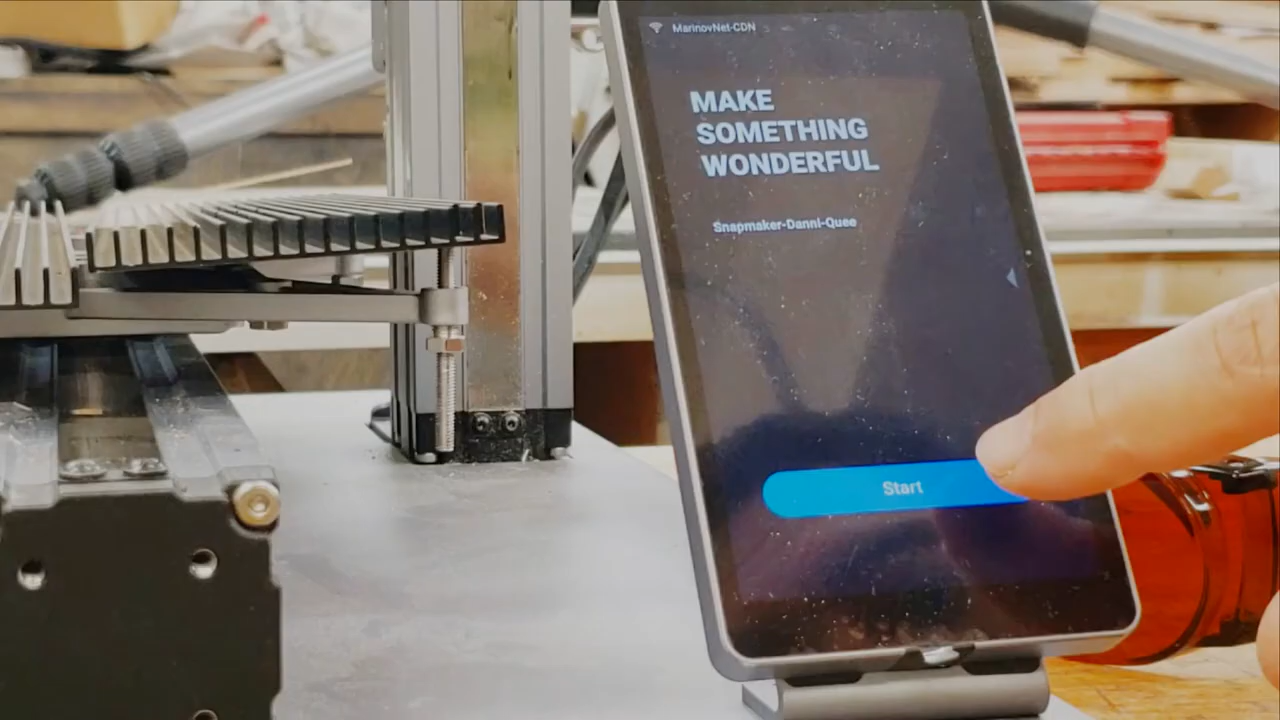 MarinovNet-CDN
MAKE
SOMETHING
WONDERFUL
Snapmaker-Danni-Quee
Start